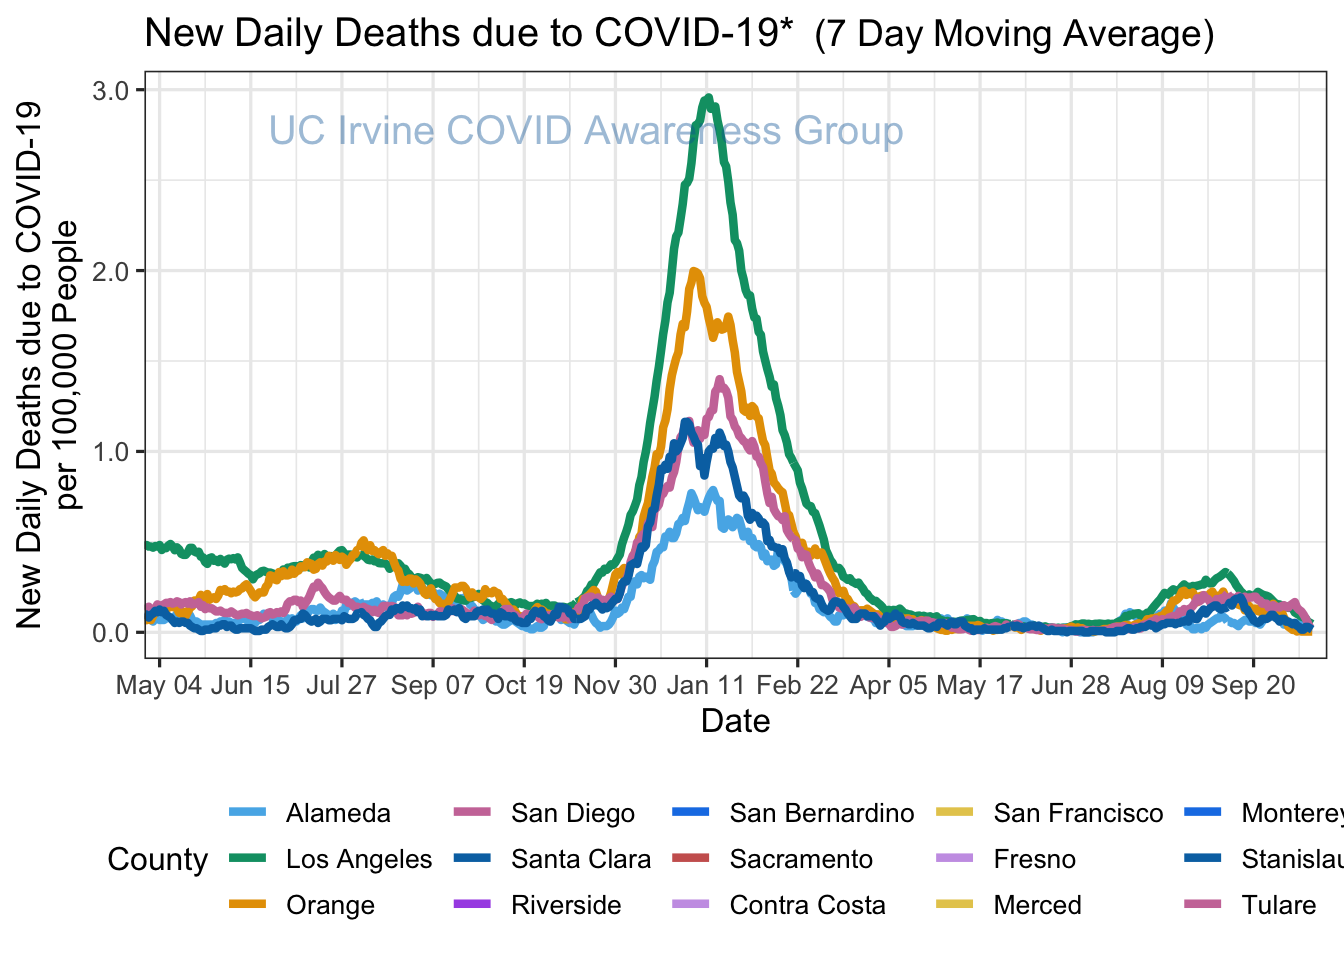 New Daily Deaths due to COVID-19* (7 Day Moving Average)
New Daily Deaths due to COVID-19
per 100,000 People
3.0
2.0
1.0
0.0
UC Irvine COVID Awareness Group
May 04 Jun 15 Jul 27 Sep 07 Oct 19 Nov 30 Jan 11 Feb 22 Apr 05 May 17 Jun 28 Aug 09 Sep 20
Date
County
Alameda San Diego San Bernardino San Francisco Monterey
Los Angeles Santa Clara Sacramento Fresno Stanislau
Orange Riverside Contra Costa Merced Tulare